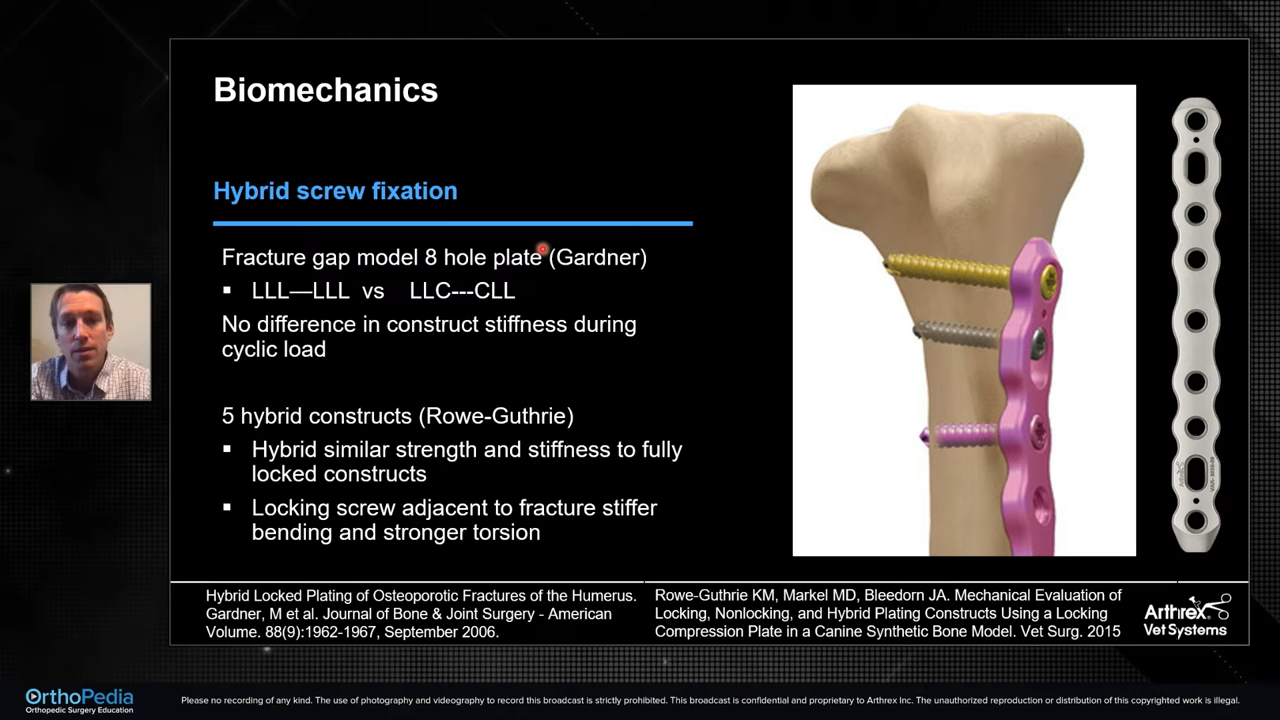 Biomechanics
Hybrid screw fixation
Fracture gap model 8 hole plate (Gardner)
▪ LLL—LLL vs LLC---CLL
No difference in construct stiffness during
cyclic load
5 hybrid constructs (Rowe-Guthrie)
▪ Hybrid similar strength and stiffness to fully
locked constructs
▪ Locking screw adjacent to fracture stiffer
bending and stronger torsion
Hybrid Locked Plating of Osteoporotic Fractures of the Humerus.
Gardner, M et al. Journal of Bone & Joint Surgery - American
Volume. 88(9):1962-1967, September 2006.
Rowe-Guthrie KM, Markel MD, Bleedorn JA. Mechanical Evaluation of
Locking, Nonlocking, and Hybrid Plating Constructs Using a Locking
Compression Plate in a Canine Synthetic Bone Model. Vet Surg. 2015
Arthrex
Vet Systems
OrthoPedia
Orthopedic Surgery Education
Please no recording of any kind. The use of photography and videography to record this broadcast is strictly prohibited. This broadcast is confidential and proprietary to Arthrex Inc. The unauthorized reproduction or distribution of this copyrighted work is illegal.